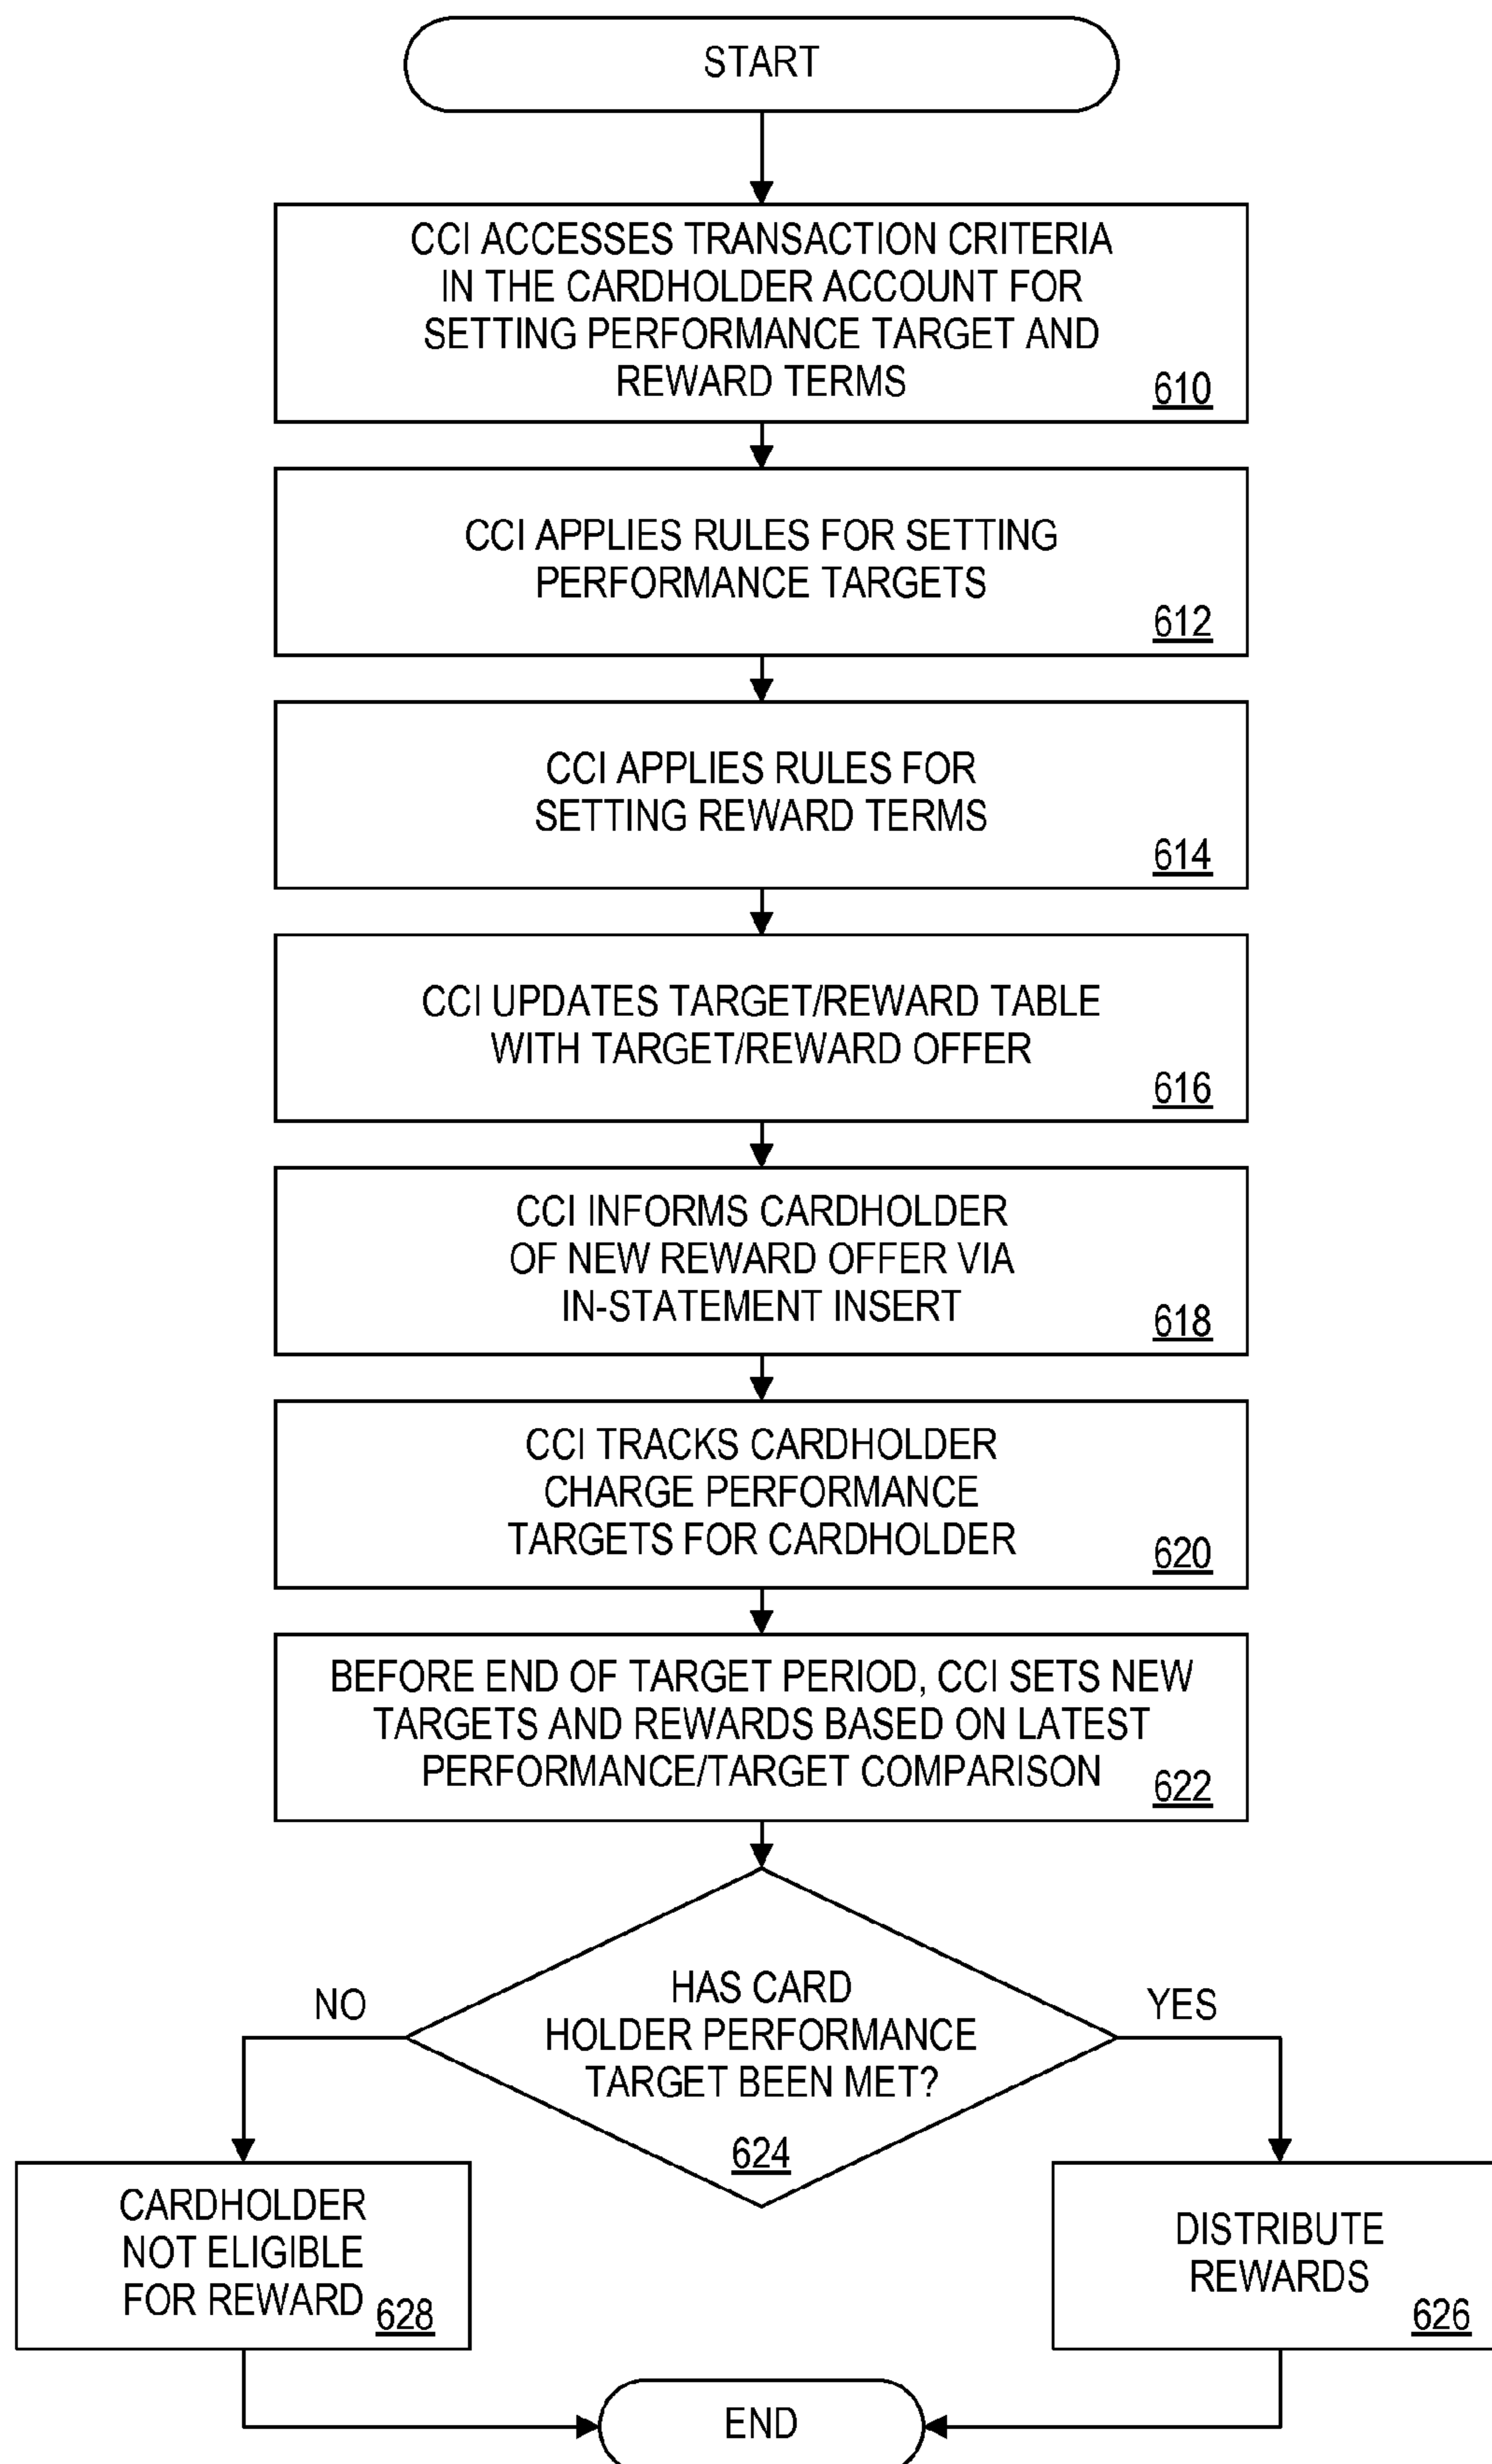 START
CCI ACCESSES TRANSACTION CRITERIA
IN THE CARDHOLDER ACCOUNT FOR
SETTING PERFORMANCE TARGET AND
REWARD TERMS
610
CCI APPLIES RULES FOR SETTING
PERFORMANCE TARGETS
612
CCI APPLIES RULES FOR
SETTING REWARD TERMS
614
CCI UPDATES TARGET/REWARD TABLE
WITH TARGET/REWARD OFFER
616
CCI INFORMS CARDHOLDER
OF NEW REWARD OFFER VIA
IN-STATEMENT INSERT
618
CCI TRACKS CARDHOLDER
CHARGE PERFORMANCE
TARGETS FOR CARDHOLDER
620
BEFORE END OF TARGET PERIOD, CCI SETS NEW
TARGETS AND REWARDS BASED ON LATEST
PERFORMANCE/TARGET COMPARISON
622
HAS CARD
HOLDER PERFORMANCE
TARGET BEEN MET?
624
NO
YES
CARDHOLDER
NOT ELIGIBLE
FOR REWARD
628
DISTRIBUTE
REWARDS
626
END